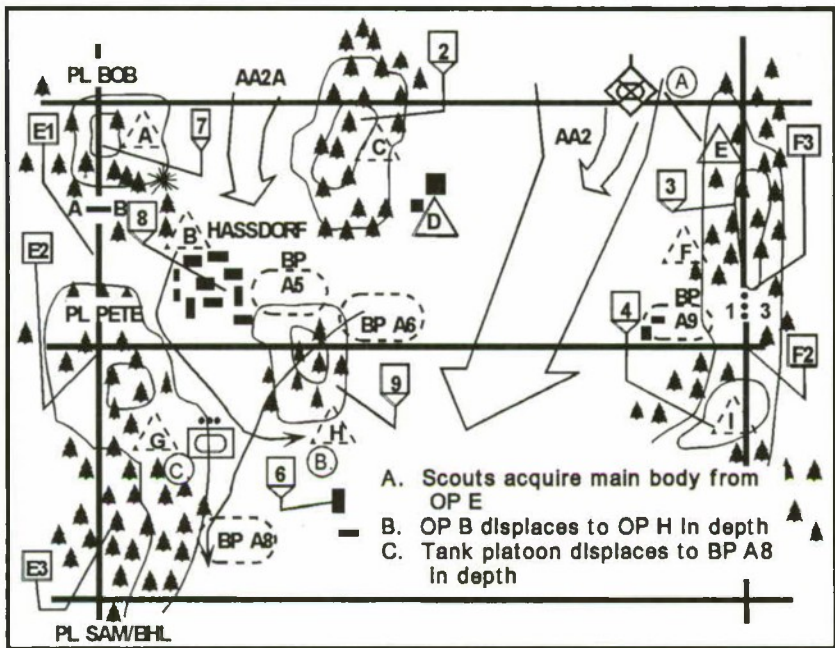 PL BOB
AA2A
2
A
E1
A
7
C
AA2
E
F3
3
A B
8
B
HASSDORF
D
F
E2
BP
A5
BP
A9
1 3
PL PETE
BP A6
4
F2
9
I
G
H
C.
B.
6
A. Scouts acquire main body from
OP E
B. OP B displaces to OP H in depth
C. Tank platoon displaces to BP A8
in depth
BP A8
E3
PL SAM/BHL